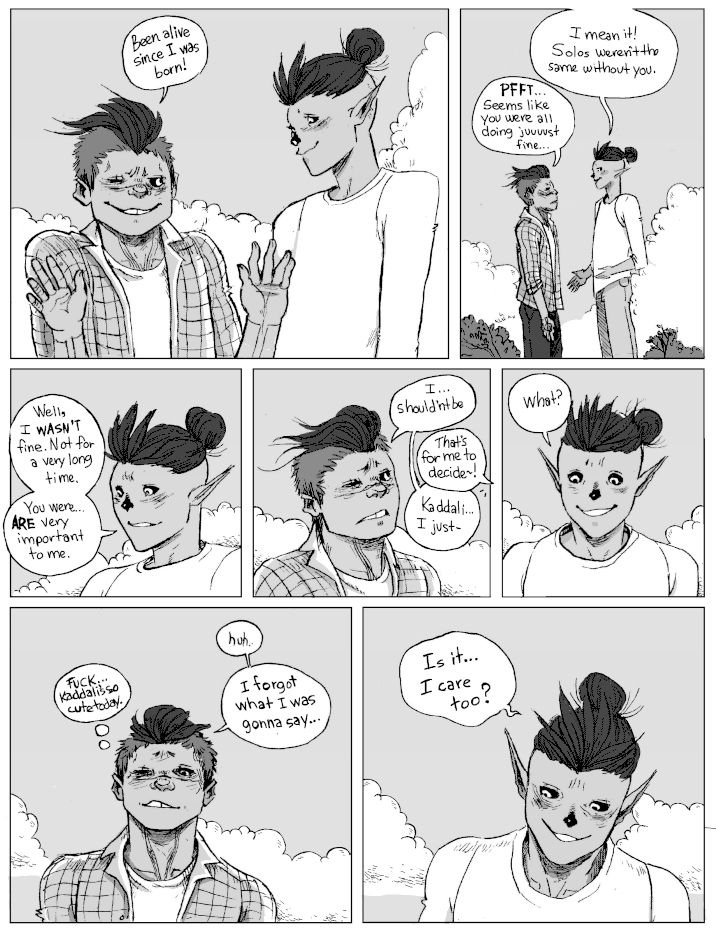 Been alive
since I was
born!
I mean it!
Solos weren't the
same without you.
PFFT...
Seems like
you were all
doing juuuust
fine...
Well,
I WASN'T
fine. Not for
a very long
time.
You were...
ARE very
important
to me.
I...
should'nt be
That's
for me to
decide~!
Kaddali...
I just-
What?
huh..
I forgot
what I was
gonna say...
FUCK...
Kaddali's so
cute today.
Is it...
I care
too?